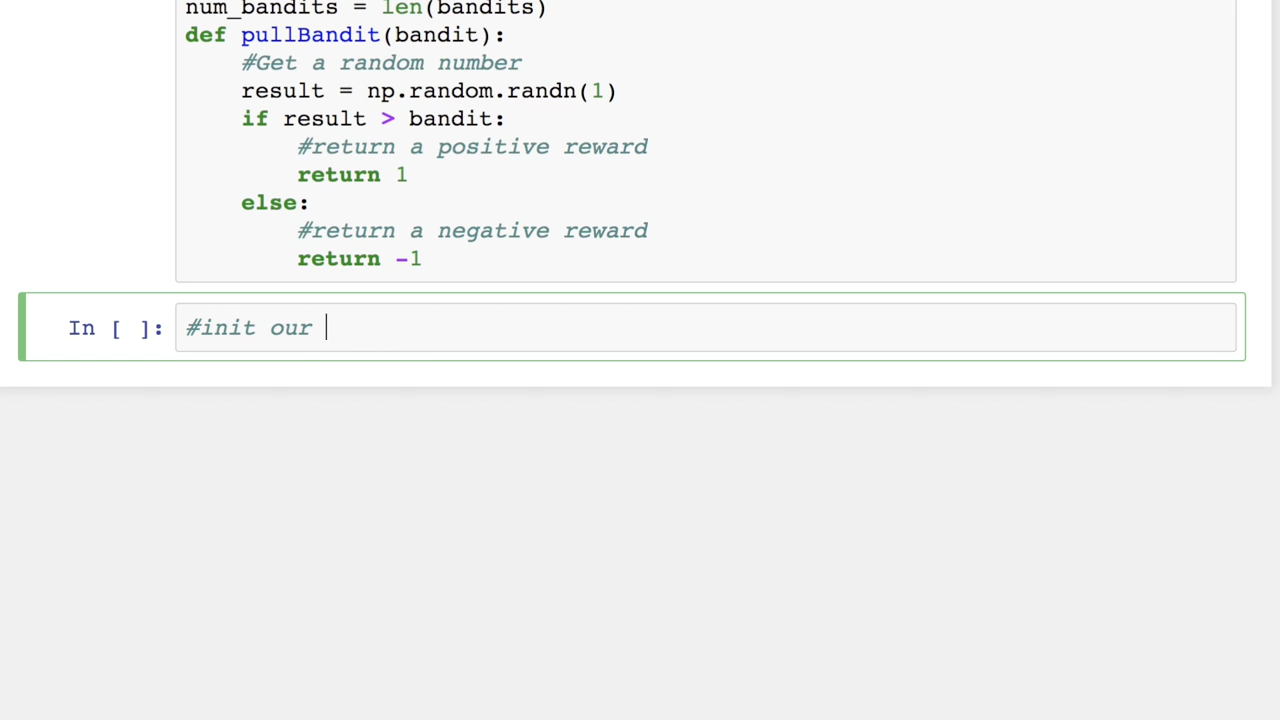 num_bandits = len(bandits)
def pullBandit(bandit):
    #Get a random number
    result = np.random.randn(1)
    if result > bandit:
        #return a positive reward
        return 1
    else:
        #return a negative reward
        return -1
In [ ]: #init our